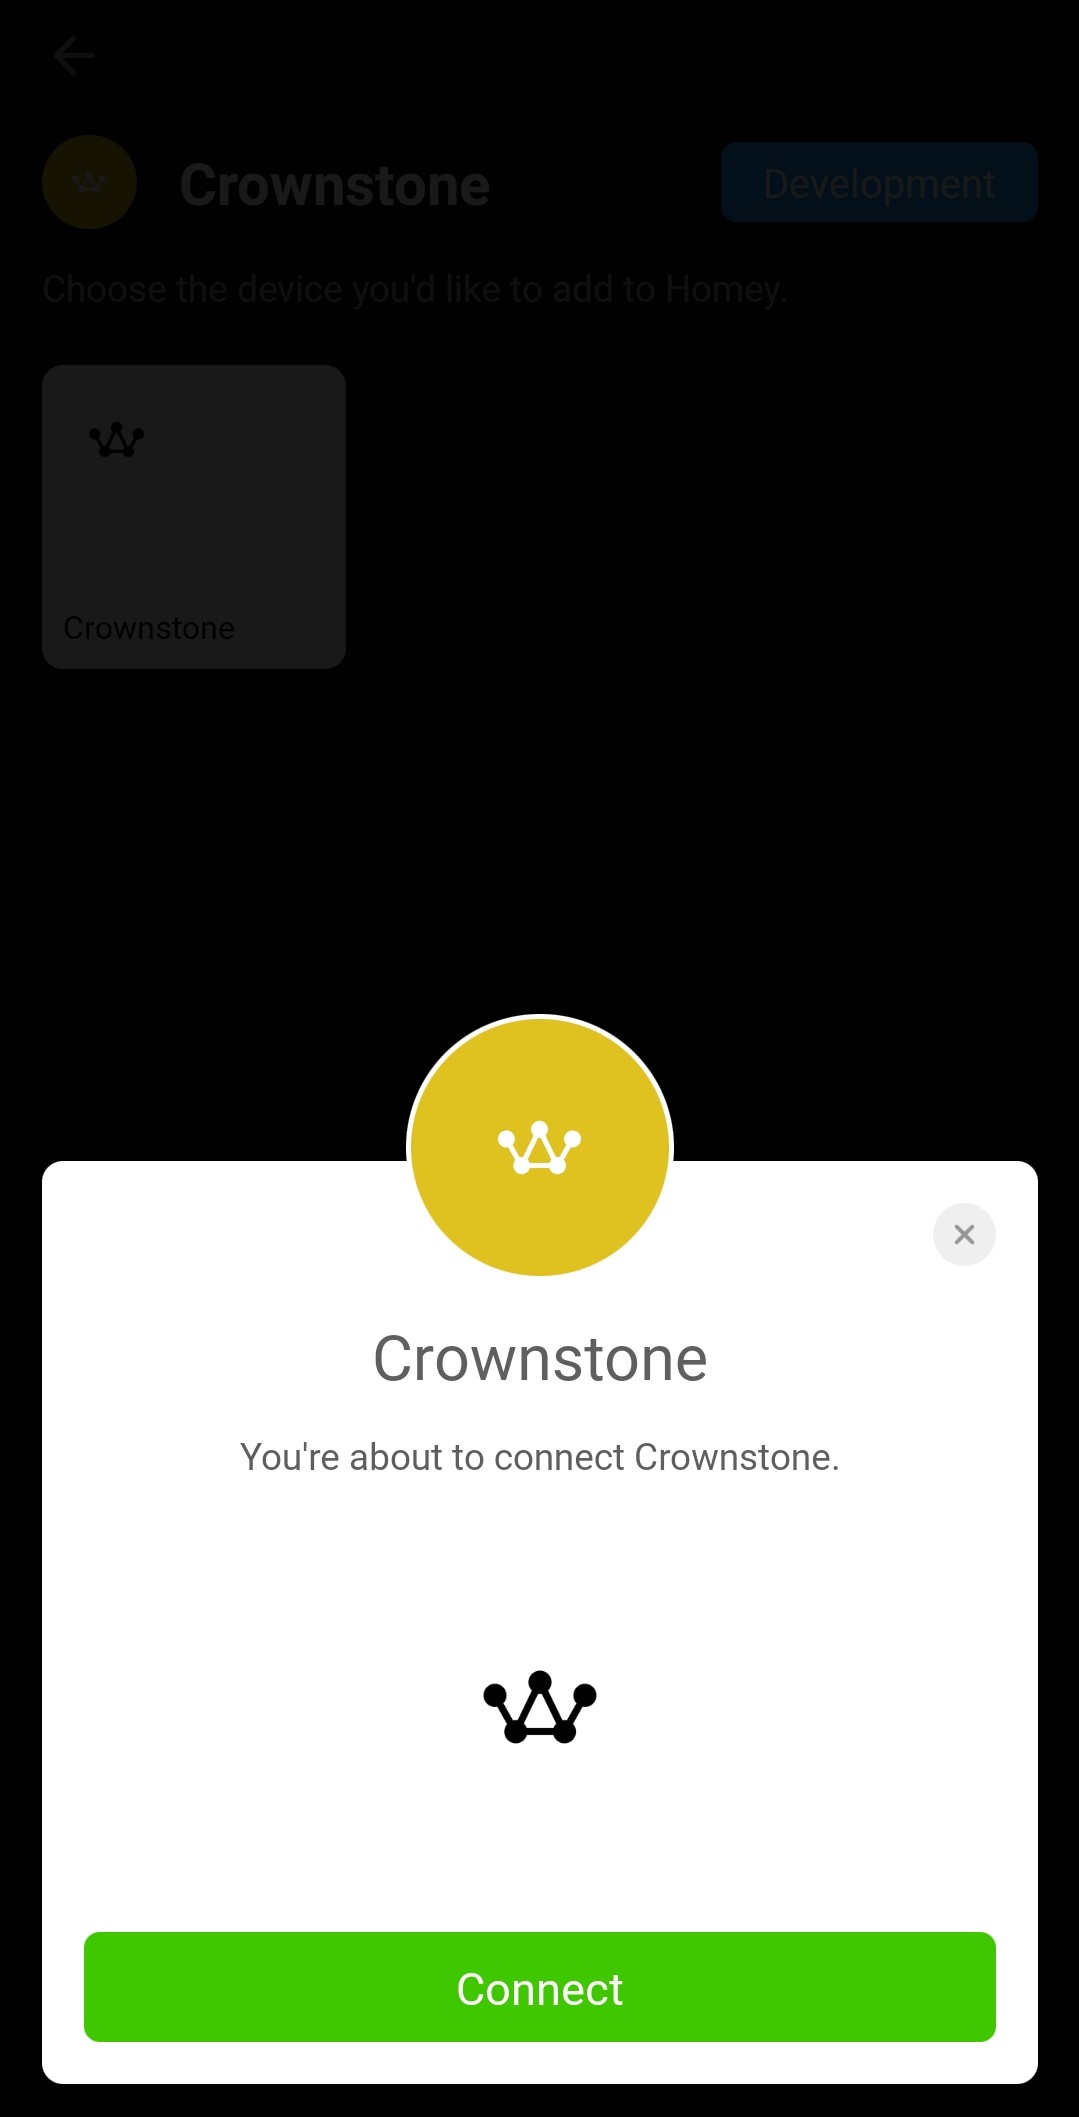 Crownstone
Development
Choose the device you'd like to add to Homey.
Crownstone
Crownstone
You're about to connect Crownstone.
Connect